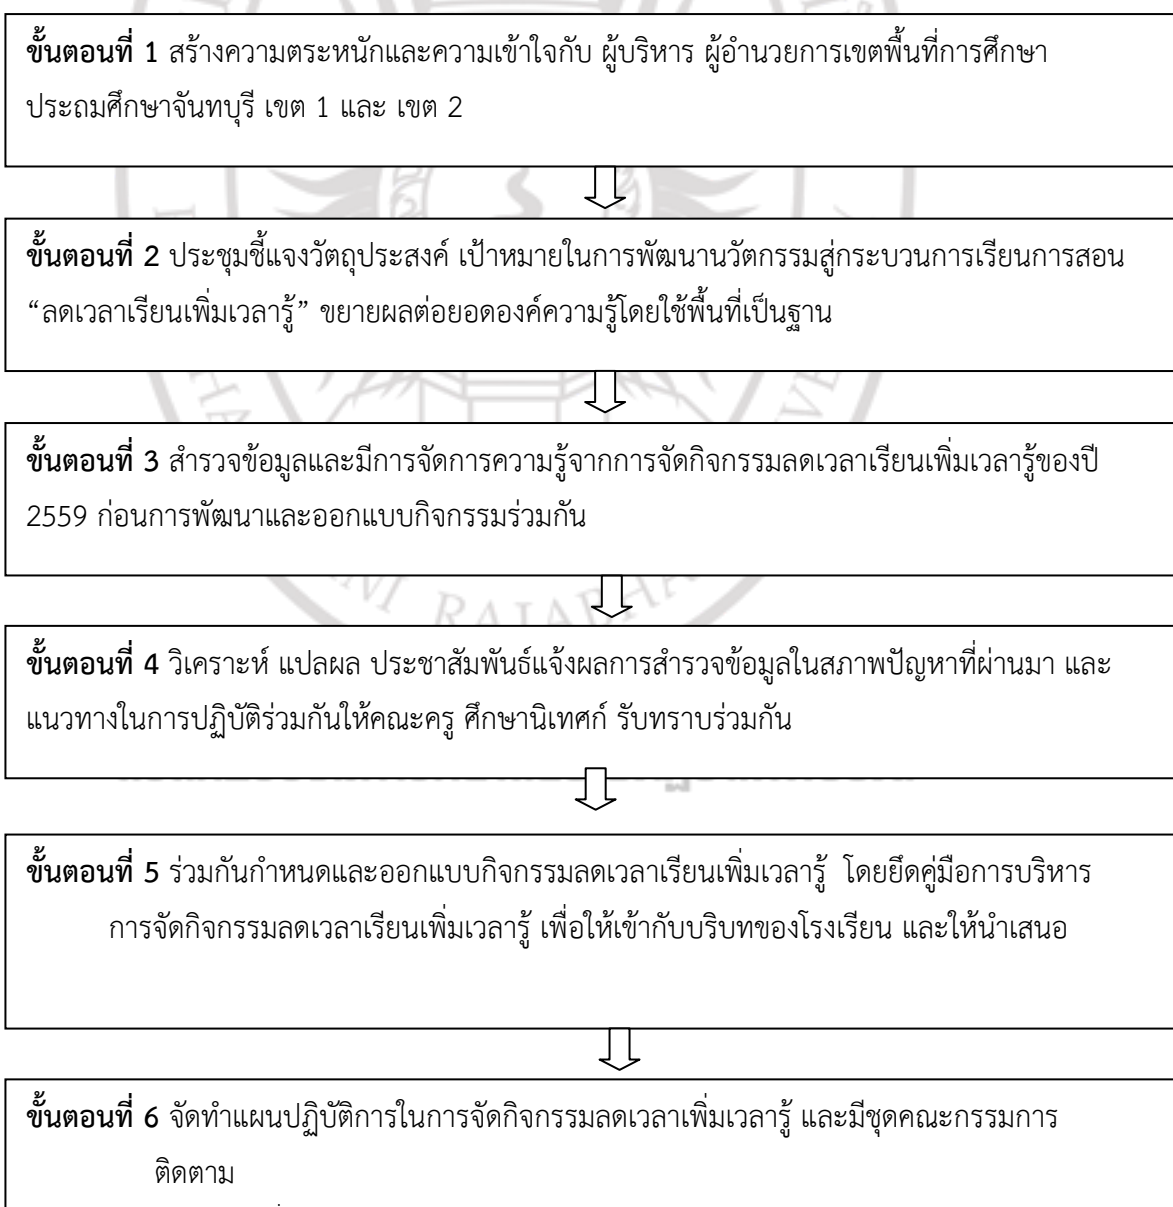 ขั้นตอนที่ 1 สร้างความตระหนักและความเข้าใจกับ ผู้บริหาร ผู้อำนวยการเขตพื้นที่การศึกษา
ประถมศึกษาจันทบุรี เขต 1 และ เขต 2
ขั้นตอนที่ 2 ประชุมชี้แจงวัตถุประสงค์ เป้าหมายในการพัฒนานวัตกรรมสู่กระบวนการเรียนการสอน
“ลดเวลาเรียนเพิ่มเวลารู้” ขยายผลต่อยอดองค์ความรู้โดยใช้พื้นที่เป็นฐาน
ขั้นตอนที่ 3 สำรวจข้อมูลและมีการจัดการความรู้จากการจัดกิจกรรมลดเวลาเรียนเพิ่มเวลารู้ของปี
2559 ก่อนการพัฒนาและออกแบบกิจกรรมร่วมกัน
RAJABHA
ขั้นตอนที่ 4 วิเคราะห์ แปลผล ประชาสัมพันธ์แจ้งผลการสำรวจข้อมูลในสภาพปัญหาที่ผ่านมา และ
แนวทางในการปฏิบัติร่วมกันให้คณะครู ศึกษานิเทศก์ รับทราบร่วมกัน
ขั้นตอนที่ 5 ร่วมกันกำหนดและออกแบบกิจกรรมลดเวลาเรียนเพิ่มเวลารู้ โดยยึดคู่มือการบริหาร
การจัดกิจกรรมลดเวลาเรียนเพิ่มเวลารู้ เพื่อให้เข้ากับบริบทของโรงเรียน และให้นำเสนอ
ขั้นตอนที่ 6 จัดทำแผนปฏิบัติการในการจัดกิจกรรมลดเวลาเพิ่มเวลารู้ และมีชุดคณะกรรมการ
ติดตาม